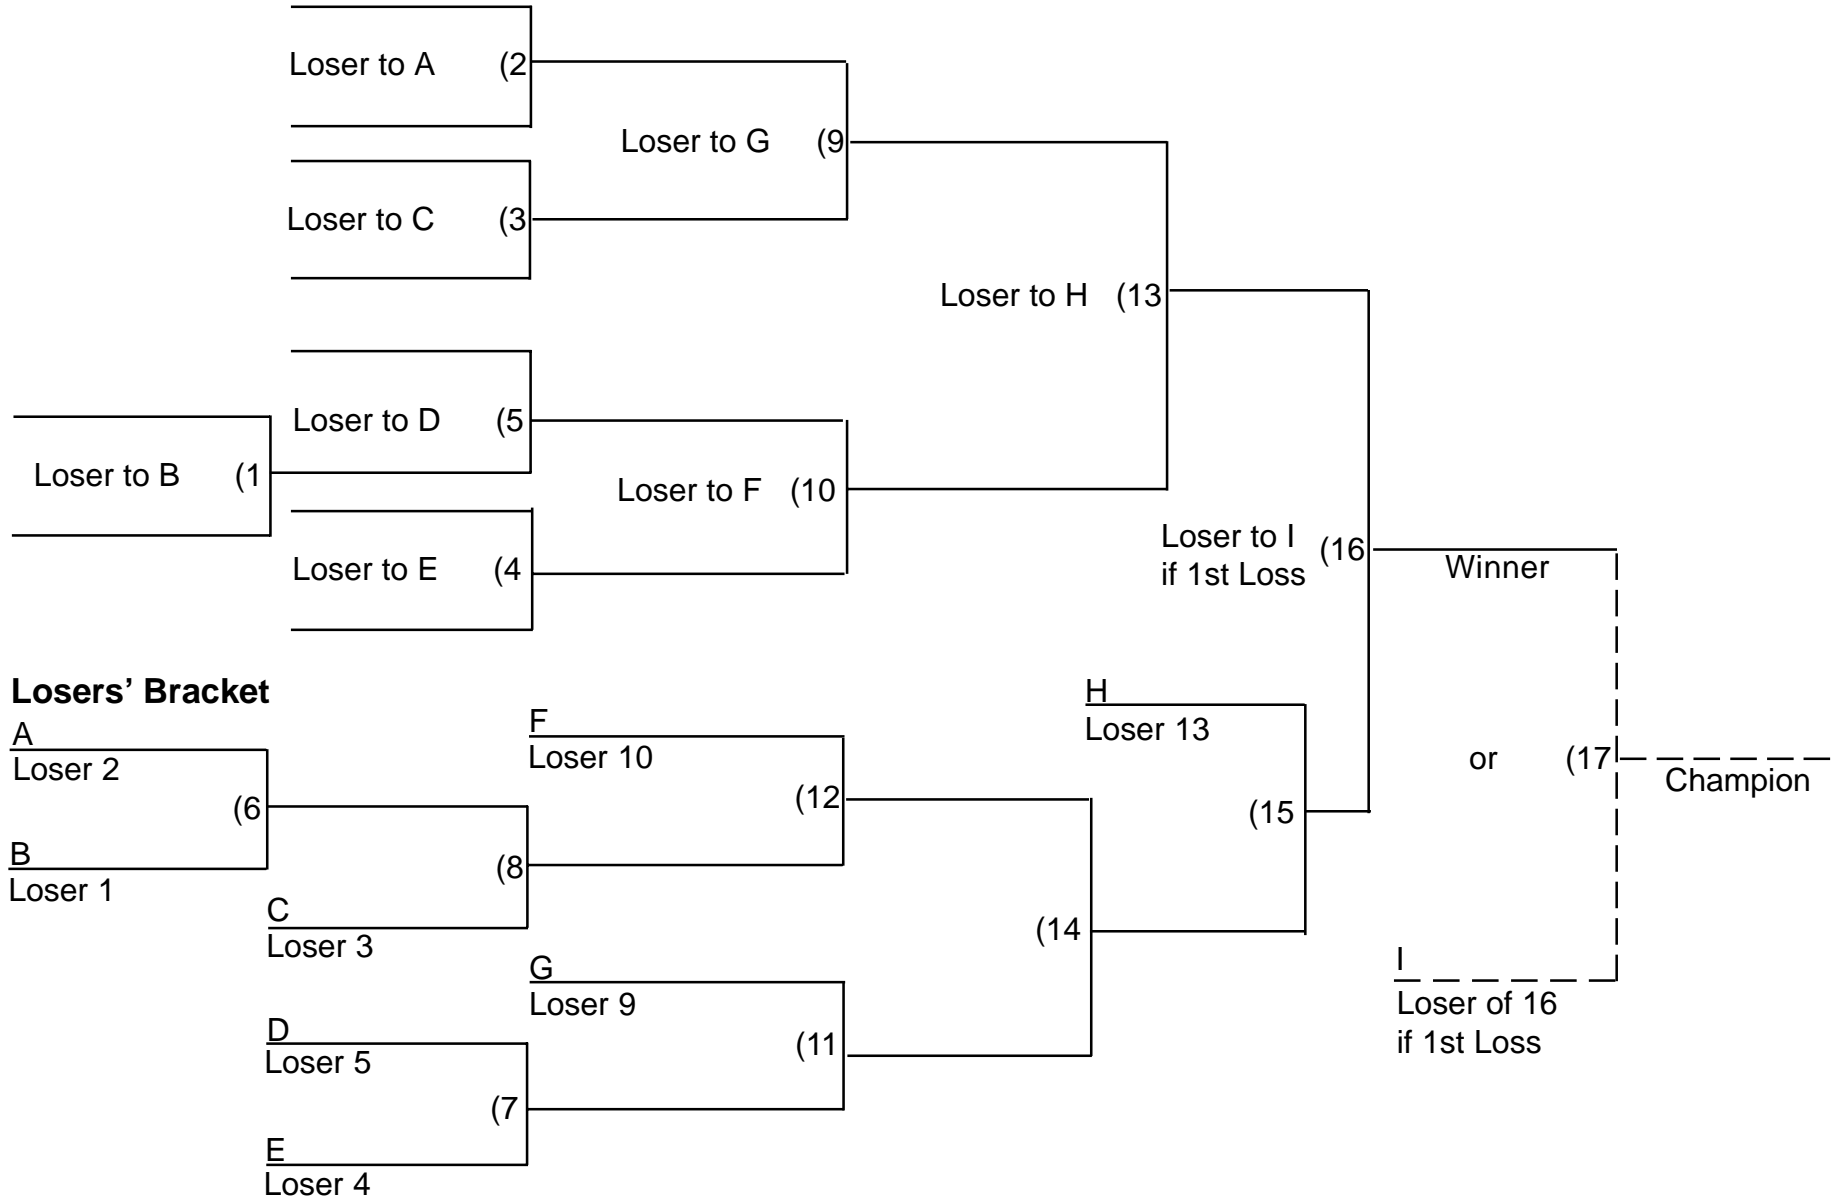 Loser to A (2
Loser to G (9
Loser to C (3
Loser to H (13
Loser to D (5
Loser to B (1
Loser to F (10
Loser to E (4
Loser to I
if 1st Loss (16
Winner
Losers’ Bracket
A
Loser 2
(6
B
Loser 1
(8
C
Loser 3
F
Loser 10
(12
H
Loser 13
(15
or (17
Champion
(14
G
Loser 9
(11
D
Loser 5
(7
E
Loser 4
I
Loser of 16
if 1st Loss